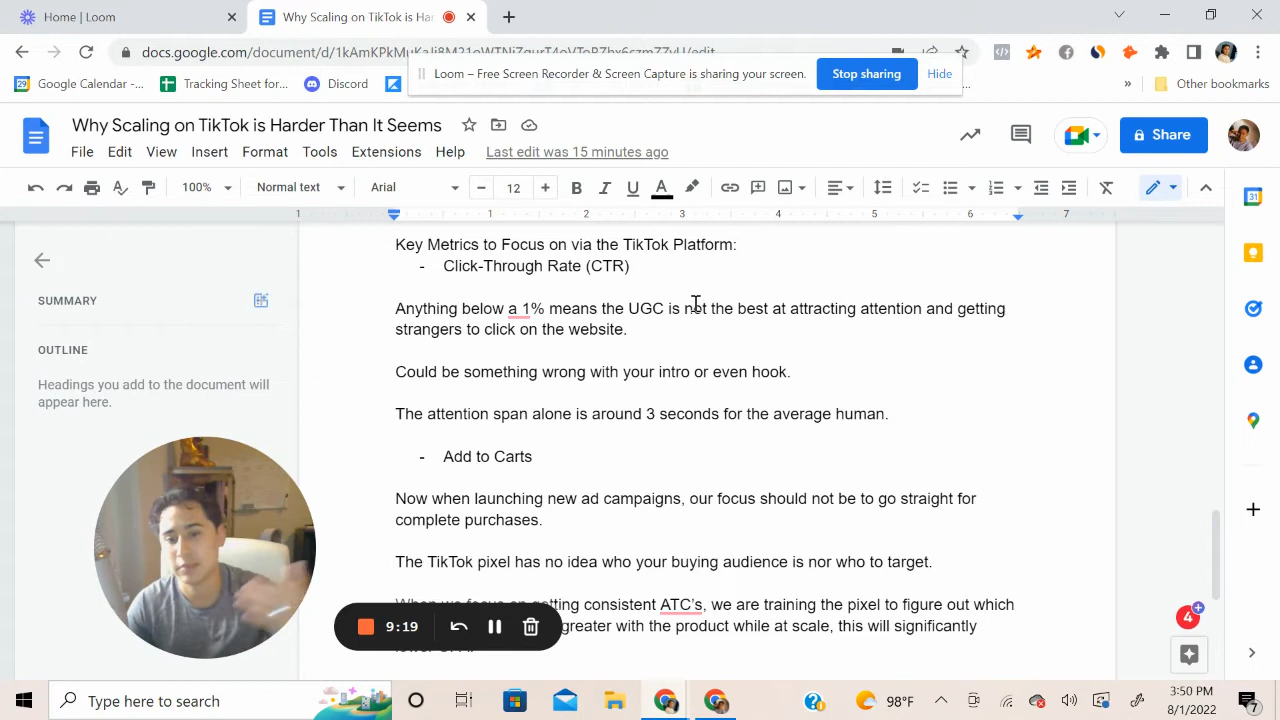 Home | Loom
Why Scaling on TikTok is Har
docs.google.com/document/d/
/edit
Google Calendar -
Tracking Sheet for
Discord
Loom – Free Screen Recorder & Screen Capture is sharing your screen.
Stop sharing
Hide
»
Other bookmarks
Why Scaling on TikTok is Harder Than It Seems
Share
File Edit View Insert Format Tools Extensions Help Last edit was 15 minutes ago
100% Normal text Arial 12
1 1 2 3 4 5 6 7
Key Metrics to Focus on via the TikTok Platform:
- Click-Through Rate (CTR)
SUMMARY
Anything below a 1% means the UGC is not the best at attracting attention and getting
strangers to click on the website.
OUTLINE
Headings you add to the document will
appear here.
Could be something wrong with your intro or even hook.
The attention span alone is around 3 seconds for the average human.
- Add to Carts
Now when launching new ad campaigns, our focus should not be to go straight for
complete purchases.
The TikTok pixel has no idea who your buying audience is nor who to target.
When we focus on getting consistent ATC's, we are training the pixel to figure out which
greater with the product while at scale, this will significantly
9:19
4
Type here to search
98°F
3:50 PM
8/1/2022
7